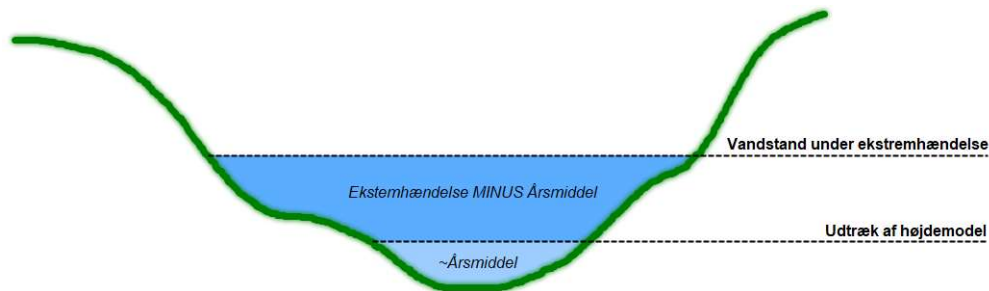 Vandstand under ekstremhændelse
Ekstemhændelse MINUS Årsmiddel
Udtræk af højdemodel
~Årsmiddel